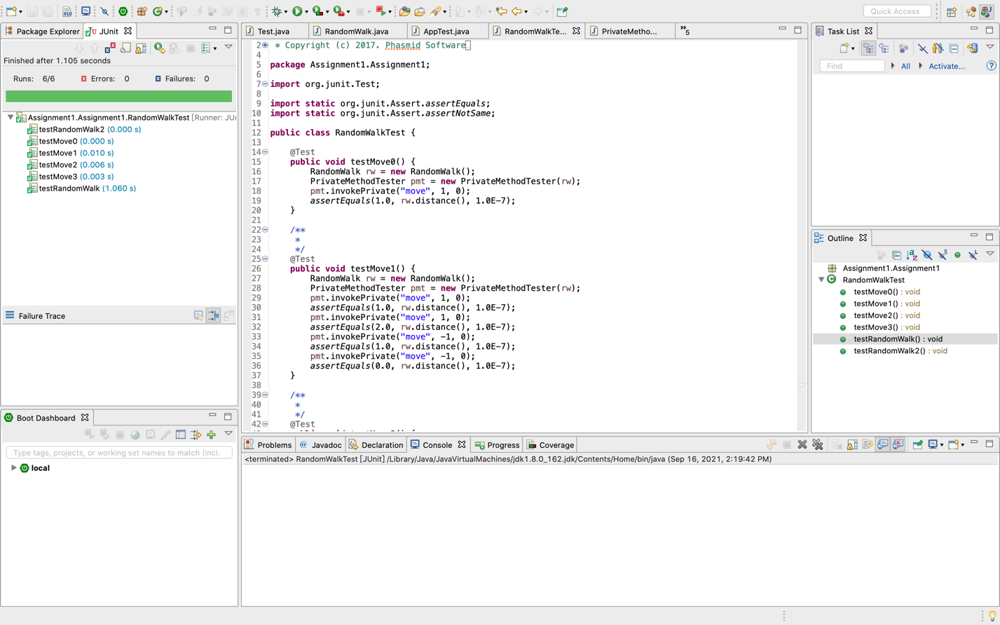 Quick Access
Package Explorer
JUnit
Finished after 1.105 seconds
Runs: 6/6
Errors: 0
Failures: 0
Assignment1.Assignment1.RandomWalkTest [Runner: JU
testRandomWalk2 (0.000 s)
testMove0 (0.000 s)
testMove1 (0.010 s)
testMove2 (0.006 s)
testMove3 (0.003 s)
testRandomWalk (1.060 s)
Failure Trace
Boot Dashboard
Type tags, projects, or working set names to match (incl.
local
Test.java
RandomWalk.java
AppTest.java
RandomWalkTe...
PrivateMetho...
»5
2 * Copyright (c) 2017. Phasmid Software
4
5 package Assignment1.Assignment1;
6
7 import org.junit.Test;
8
9 import static org.junit.Assert.assertEquals;
10 import static org.junit.Assert.assertNotSame;
11
12 public class RandomWalkTest {
13
14 @Test
15 public void testMove0() {
16 RandomWalk rw = new RandomWalk();
17 PrivateMethodTester pmt = new PrivateMethodTester(rw);
18 pmt.invokePrivate("move", 1, 0);
19 assertEquals(1.0, rw.distance(), 1.0E-7);
20 }
21
22 /**
23 *
24 */
25 @Test
26 public void testMove1() {
27 RandomWalk rw = new RandomWalk();
28 PrivateMethodTester pmt = new PrivateMethodTester(rw);
29 pmt.invokePrivate("move", 1, 0);
30 assertEquals(1.0, rw.distance(), 1.0E-7);
31 pmt.invokePrivate("move", 1, 0);
32 assertEquals(2.0, rw.distance(), 1.0E-7);
33 pmt.invokePrivate("move", -1, 0);
34 assertEquals(1.0, rw.distance(), 1.0E-7);
35 pmt.invokePrivate("move", -1, 0);
36 assertEquals(0.0, rw.distance(), 1.0E-7);
37 }
38
39 /**
40 *
41 */
42 @Test
Problems
Javadoc
Declaration
Console
Progress
Coverage
<terminated> RandomWalkTest [JUnit] /Library/Java/JavaVirtualMachines/jdk1.8.0_162.jdk/Contents/Home/bin/java (Sep 16, 2021, 2:19:42 PM)
Task List
Find
All
Activate...
Outline
Assignment1.Assignment1
RandomWalkTest
testMove0() : void
testMove1() : void
testMove2() : void
testMove3() : void
testRandomWalk() : void
testRandomWalk2() : void